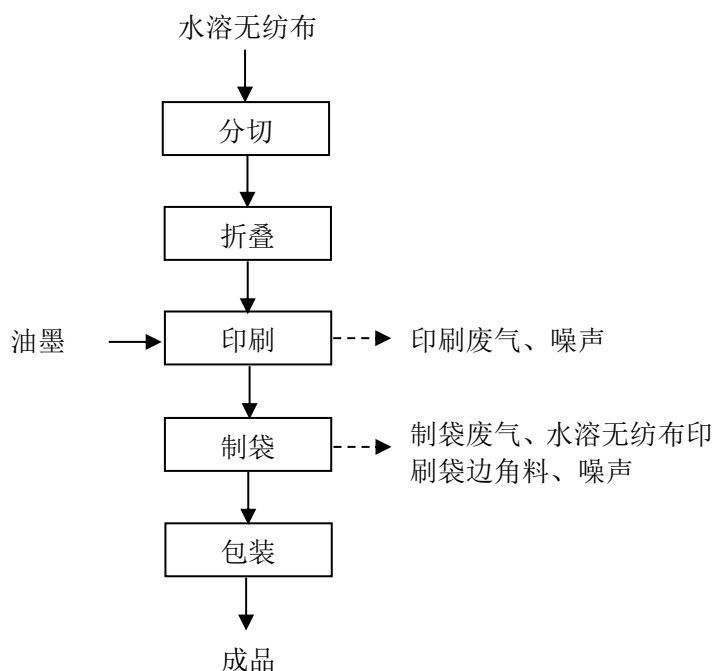 水溶无纺布
分切
折叠
油墨
印刷
印刷废气、噪声
制袋
制袋废气、水溶无纺布印
刷袋边角料、噪声
包装
成品